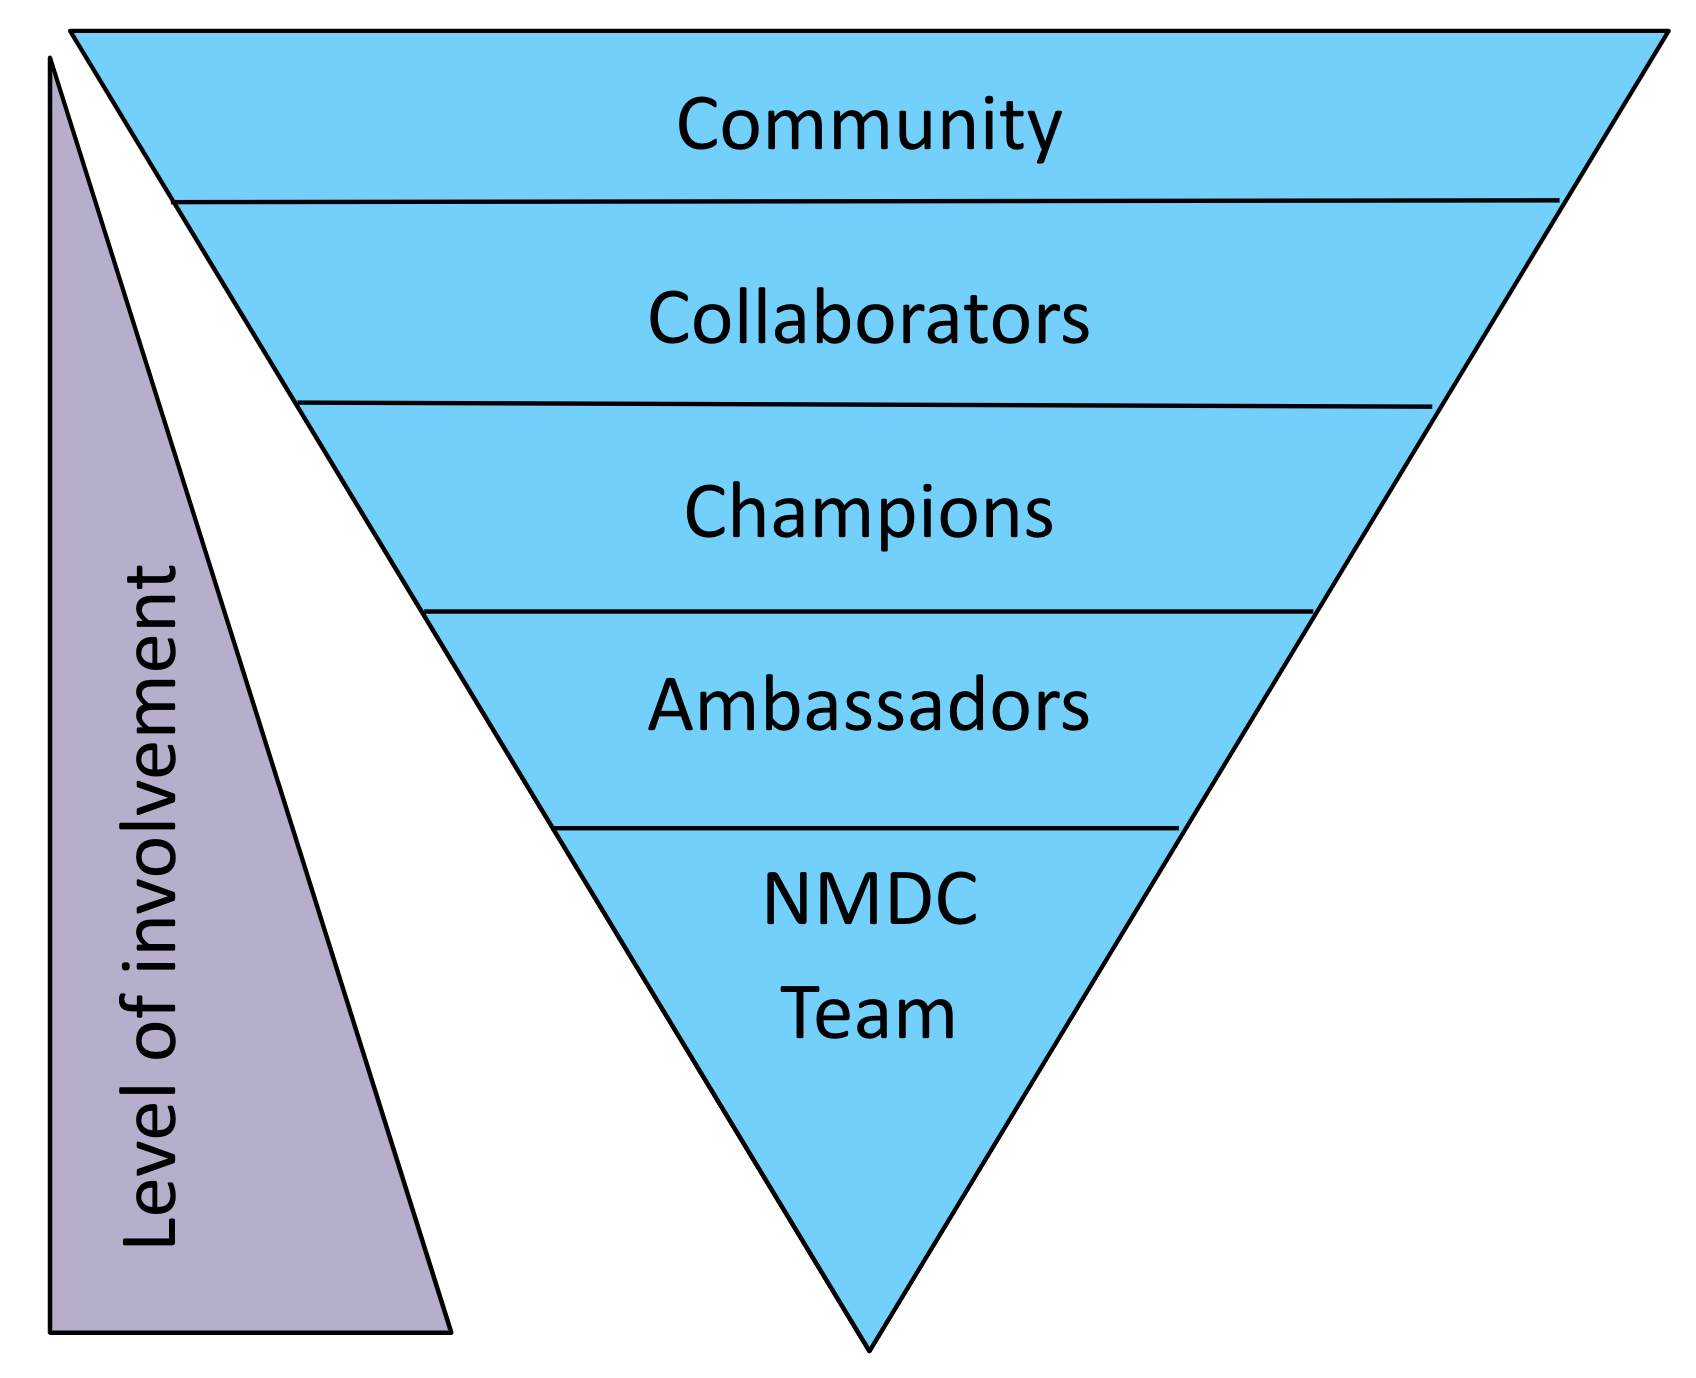 Community
Collaborators
Champions
Ambassadors
NMDC
Team
Level of involvement